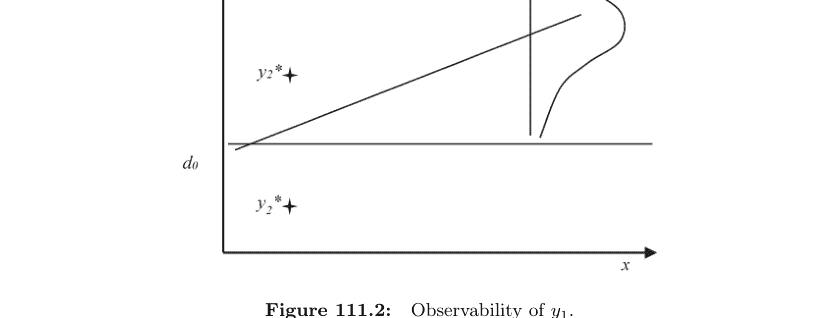 y₂*
d₀
y₂*
x
Figure 111.2: Observability of y₁.